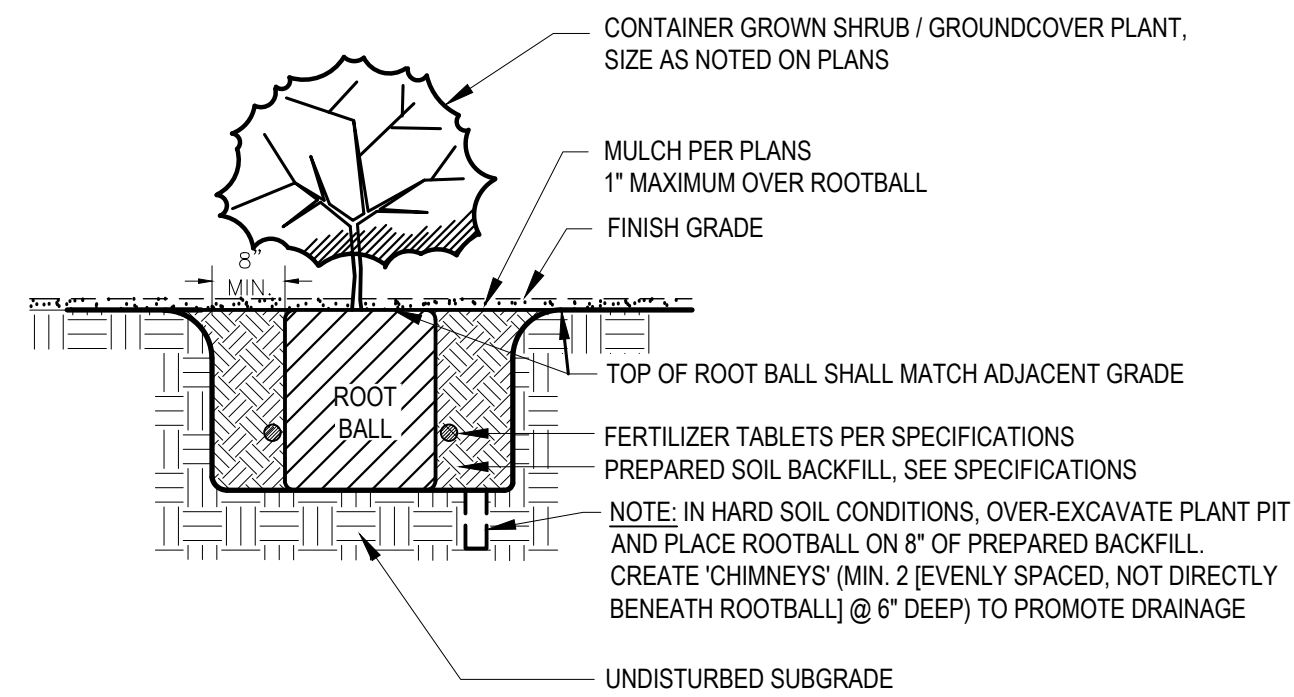 CONTAINER GROWN SHRUB / GROUNDCOVER PLANT,
SIZE AS NOTED ON PLANS
MULCH PER PLANS
1" MAXIMUM OVER ROOTBALL
FINISH GRADE
8"
MIN.
TOP OF ROOT BALL SHALL MATCH ADJACENT GRADE
ROOT
BALL
FERTILIZER TABLETS PER SPECIFICATIONS
PREPARED SOIL BACKFILL, SEE SPECIFICATIONS
NOTE: IN HARD SOIL CONDITIONS, OVER-EXCAVATE PLANT PIT
AND PLACE ROOTBALL ON 8" OF PREPARED BACKFILL.
CREATE 'CHIMNEYS' (MIN. 2 [EVENLY SPACED, NOT DIRECTLY
BENEATH ROOTBALL] @ 6" DEEP) TO PROMOTE DRAINAGE
UNDISTURBED SUBGRADE